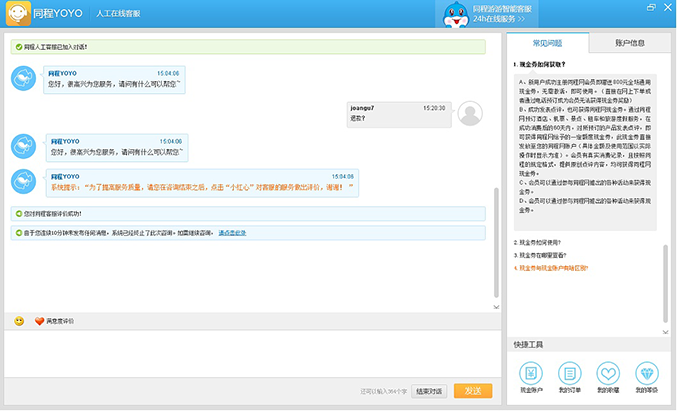 同程YOYO
人工在线客服
同程游游智能客服
24h在线服务 >>
同程人工客服已加入对话！
同程YOYO 15:04:06
您好，很高兴为您服务，请问有什么可以帮您~
joangu7 15:20:30
退款？
同程YOYO 15:04:06
您好，很高兴为您服务，请问有什么可以帮您~
同程YOYO 15:04:06
系统提示：“为了提高服务质量，请您在咨询结束之后，点击“小红心”对客服的服务做出评价，谢谢！ ”
您对同程客服评价成功！
由于您连续10分钟未发布任何消息，系统已经终止了此次咨询。如需继续咨询，请点击此处
满意度评价
还可以输入300个字
结束对话
发送
常见问题
账户信息
1. 现金券如何获取？
A、新用户成功注册同程网会员即赠送800元全场通用
现金券，无需激活，即可使用。（直接在网上下单或
者通过电话预订成为会员无法获得现金券奖励）
B、成功发表点评，也可获得同程网现金券。通过同程
网预订酒店、机票、景点、租车和旅游度假服务，在
成功消费后的60天内，对所预订的产品发表点评，即
可获得同程网给予的一定额度现金券，此现金券直接
发放至您的同程网账户（具体金额及使用范围以实际
操作时显示为准）。会员有真实消费记录，且按照同
程的规定格式，提供原创点评内容，均可获得同程网
现金券。
C、会员可以通过参与同程网推出的各种活动来获得现
金券。
D、会员可以通过参与同程网推出的各种活动来获得现
金券。
2. 现金券如何使用？
3. 现金券在哪里查看？
4. 现金券与现金账户有啥区别？
快捷工具
现金账户
我的订单
我的收藏
我的等级